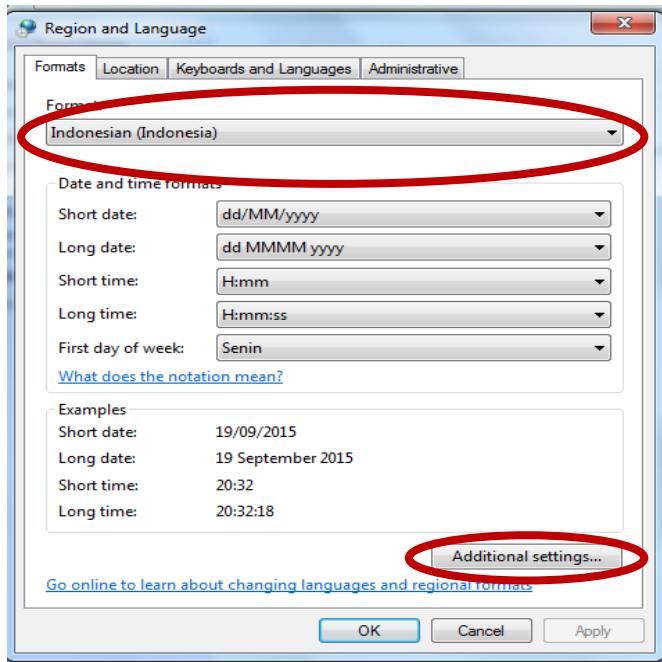 Region and Language
Formats Location Keyboards and Languages Administrative
Format:
Indonesian (Indonesia)
Date and time formats
Short date: dd/MM/yyyy
Long date: dd MMMM yyyy
Short time: H:mm
Long time: H:mm:ss
First day of week: Senin
What does the notation mean?
Examples
Short date: 19/09/2015
Long date: 19 September 2015
Short time: 20:32
Long time: 20:32:18
Additional settings...
Go online to learn about changing languages and regional formats
OK Cancel Apply